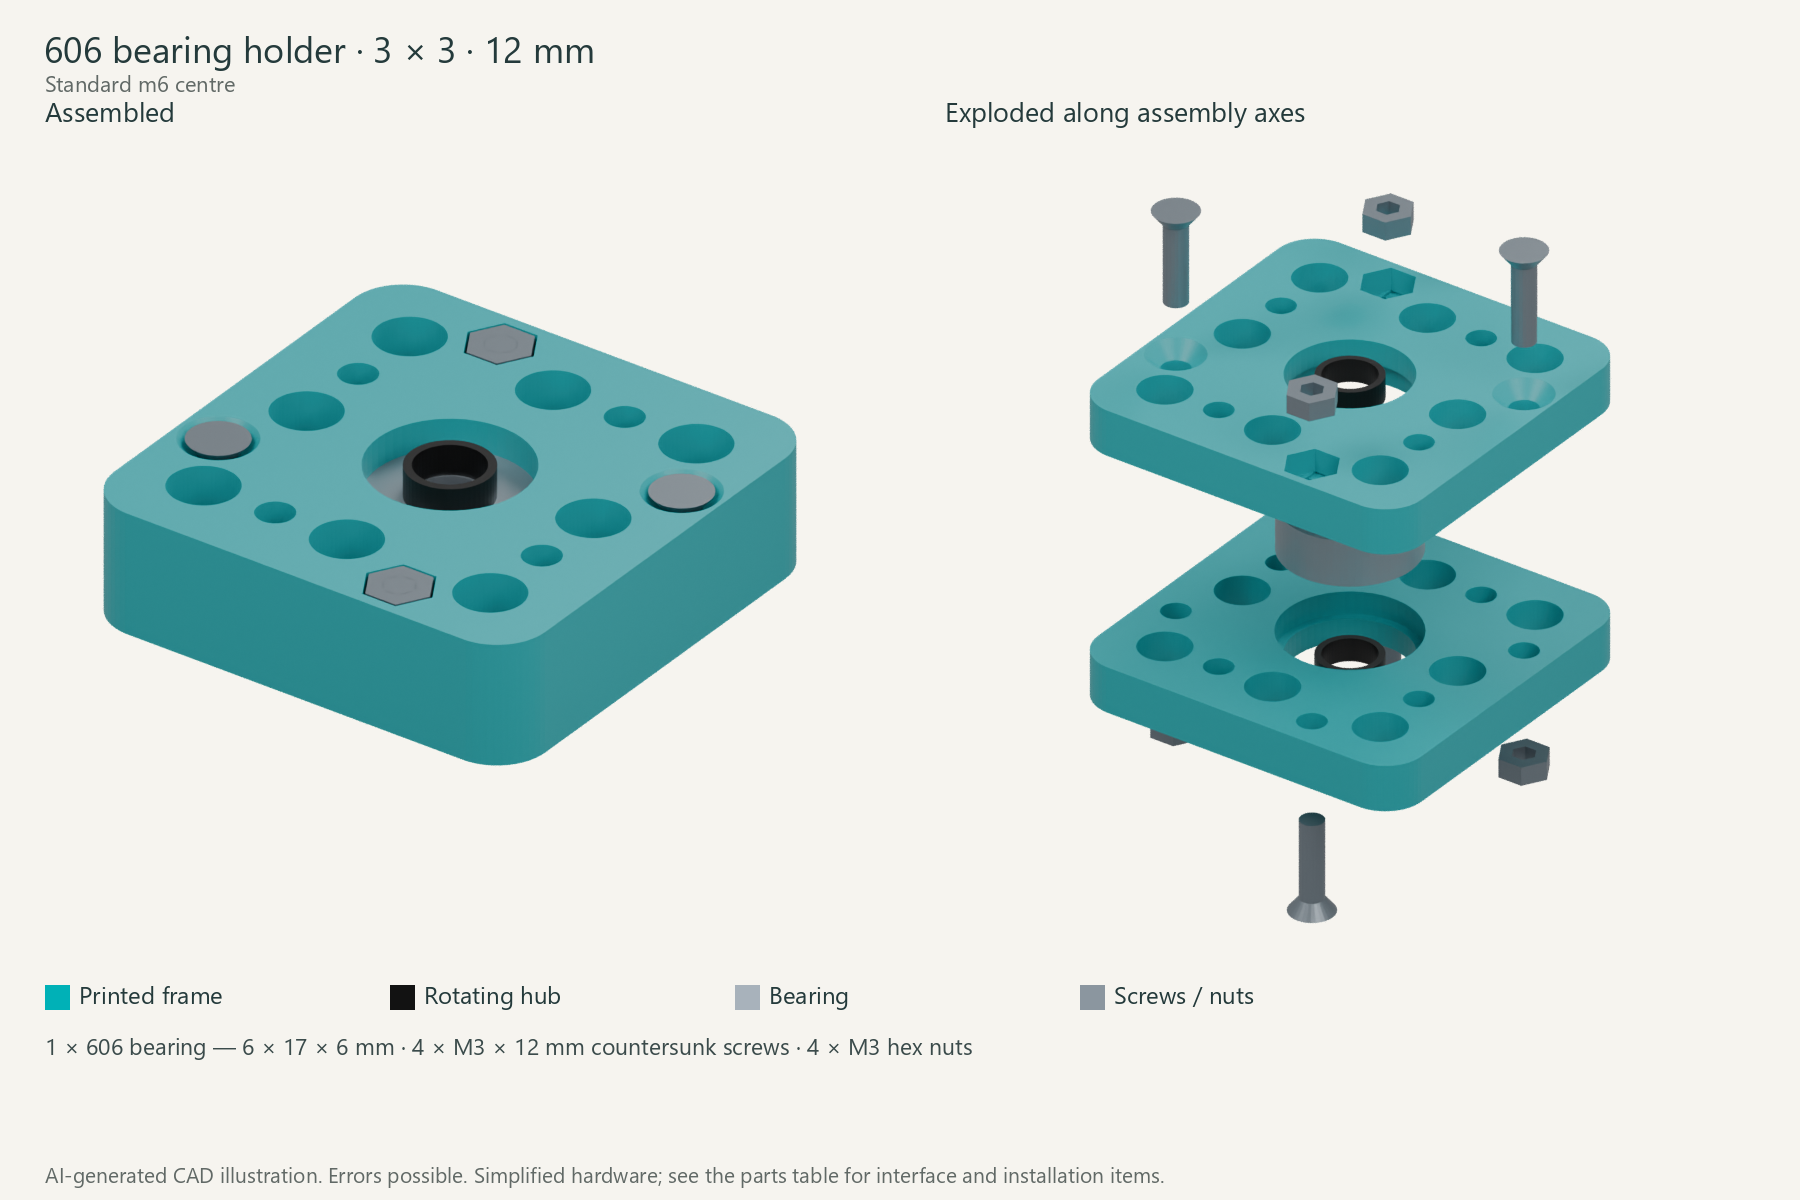 606 bearing holder · 3 × 3 · 12 mm
Standard m6 centre
Assembled
Exploded along assembly axes
Printed frame
Rotating hub
Bearing
Screws / nuts
1 × 606 bearing — 6 × 17 × 6 mm · 4 × M3 × 12 mm countersunk screws · 4 × M3 hex nuts
AI-generated CAD illustration. Errors possible. Simplified hardware; see the parts table for interface and installation items.